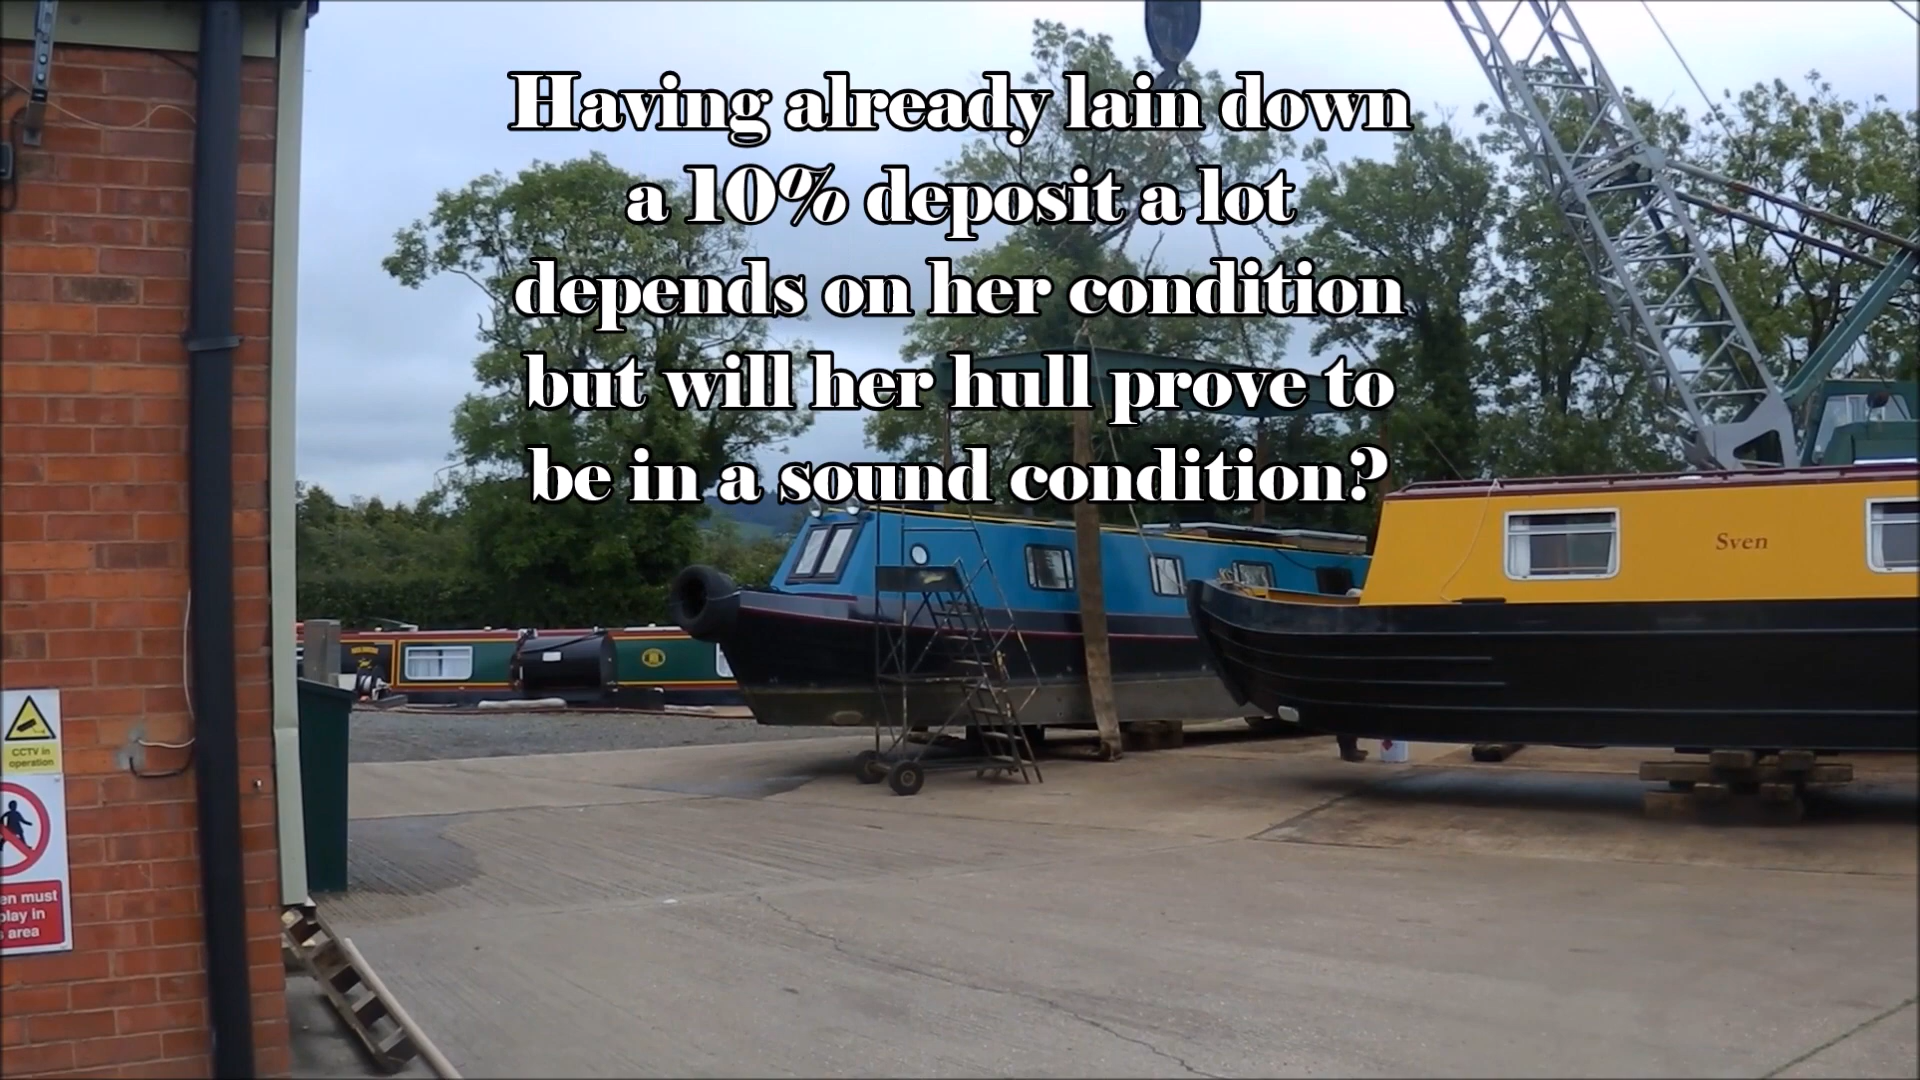 Having already lain down
a 10% deposit a lot
depends on her condition
but will her hull prove to
be in a sound condition?
Sven
CCTV in
operation
must
play in
area